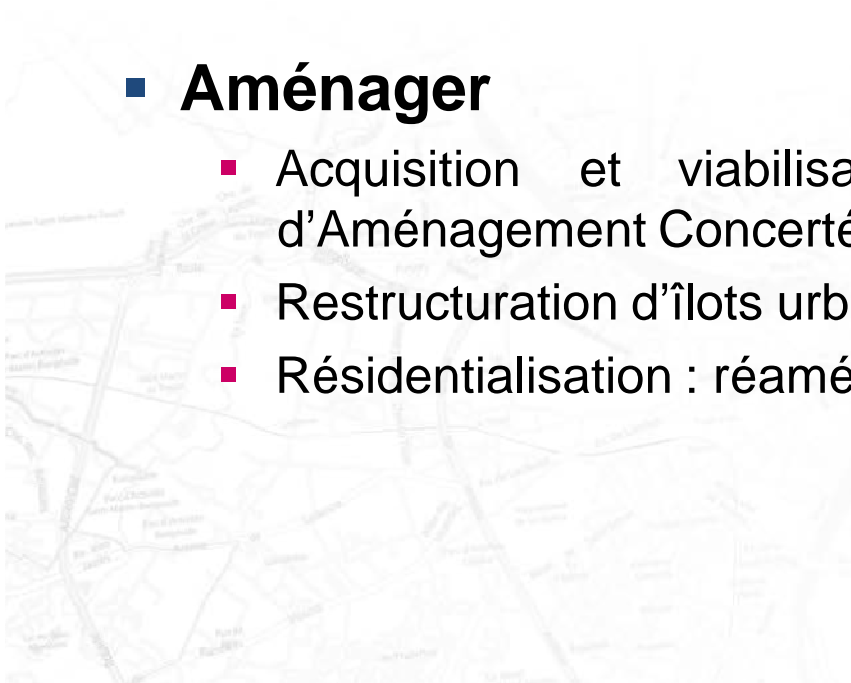 Aménager
Acquisition et viabilisa
d’Aménagement Concerté
Restructuration d’îlots urb
Résidentialisation : réamé